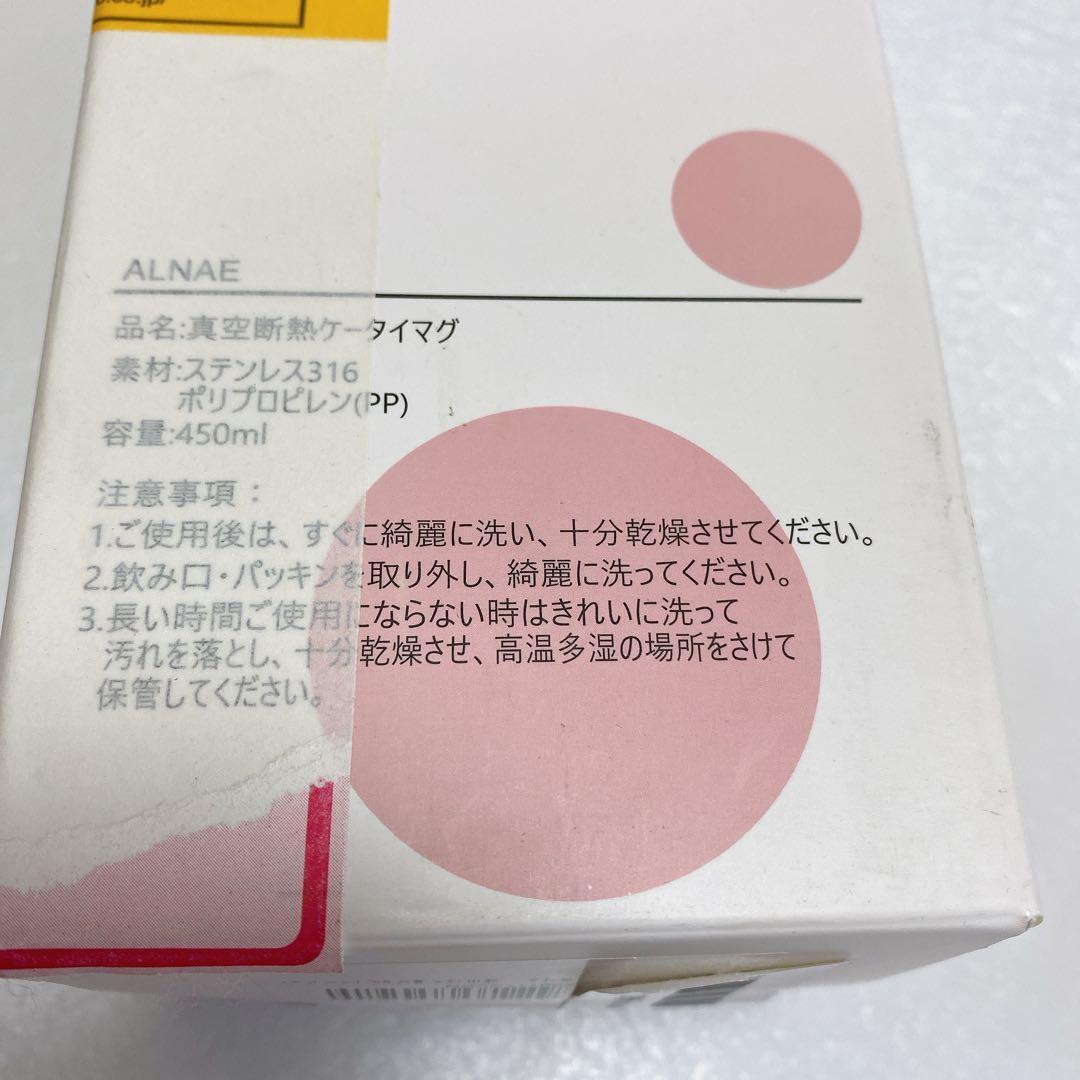 .co.jp/
ALNAE
品名:真空断熱ケータイマグ
素材:ステンレス316
ポリプロピレン(PP)
容量:450ml
注意事項：
1.ご使用後は、すぐに綺麗に洗い、十分乾燥させてください。
2.飲み口・パッキンを取り外し、綺麗に洗ってください。
3.長い時間ご使用にならない時はきれいに洗って
汚れを落とし、十分乾燥させ、高温多湿の場所をさけて
保管してください。